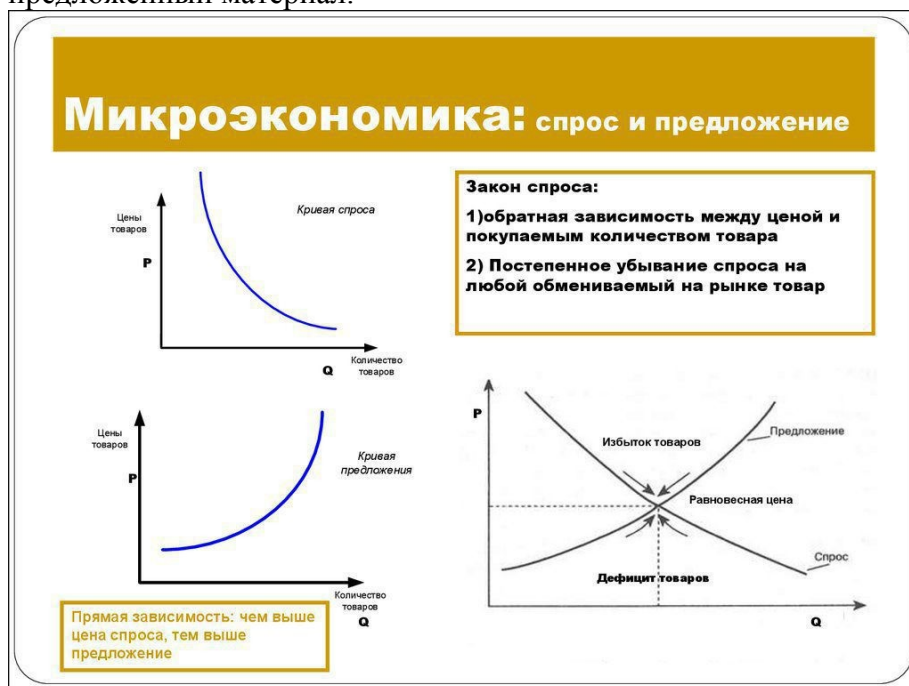 предложенный материал.
Микроэкономика: спрос и предложение
Цены
товаров
P
Кривая спроса
Количество
товаров
Q
Закон спроса:
1)обратная зависимость между ценой и
покупаемым количеством товара
2) Постепенное убывание спроса на
любой обмениваемый на рынке товар
Цены
товаров
P
Кривая
предложения
Количество
товаров
Q
Прямая зависимость: чем выше
цена спроса, тем выше
предложение
P
Избыток товаров
Предложение
Равновесная цена
Спрос
Дефицит товаров
Q